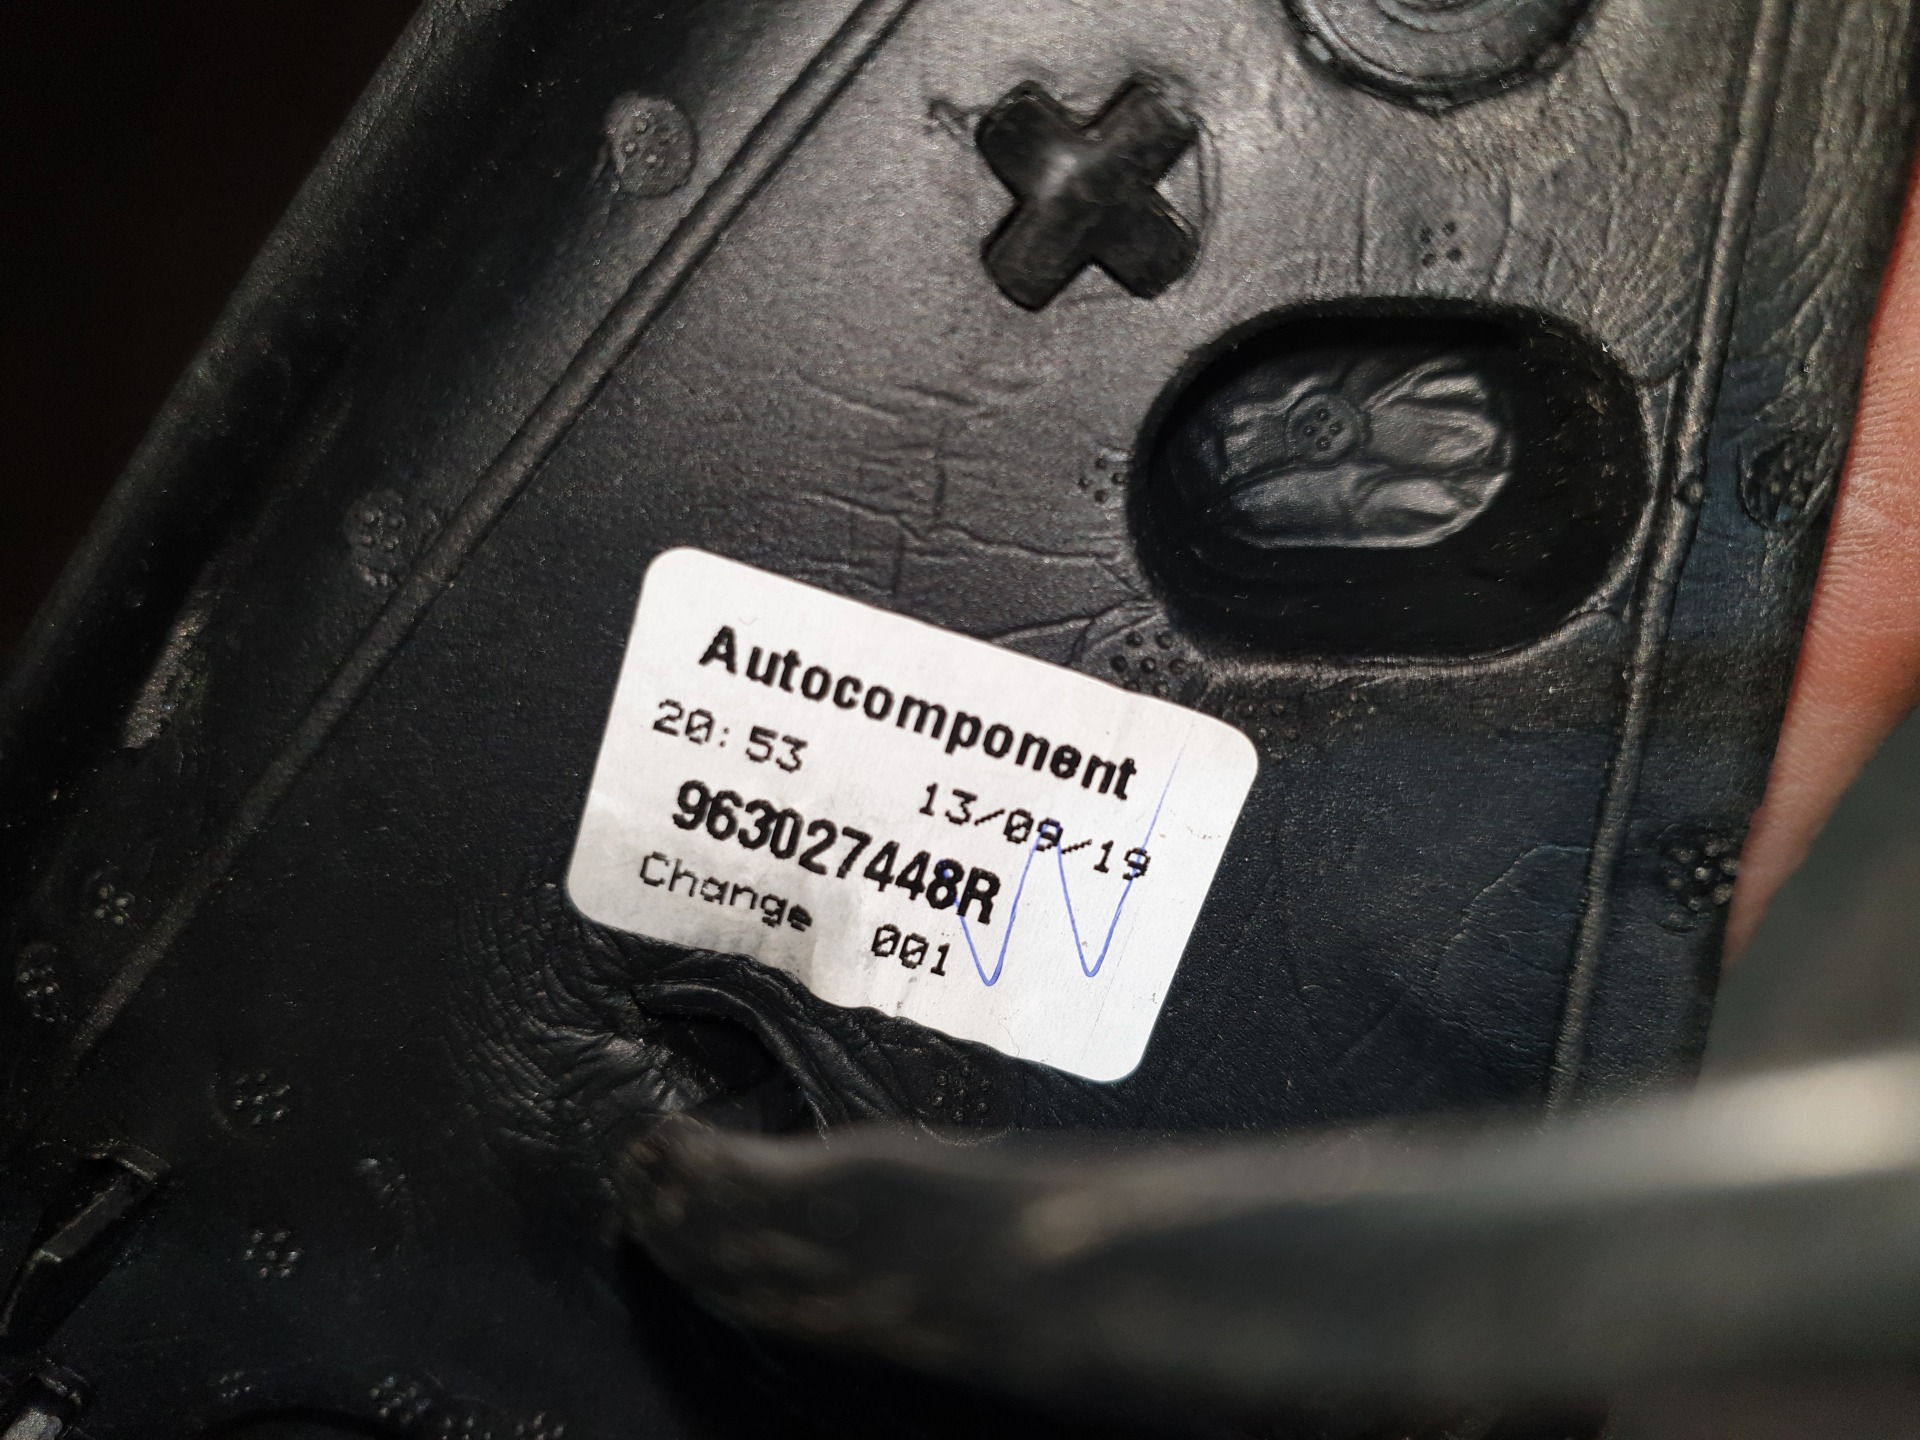 Autocomponent
20:53 13/09/19
963027448R
Change 001